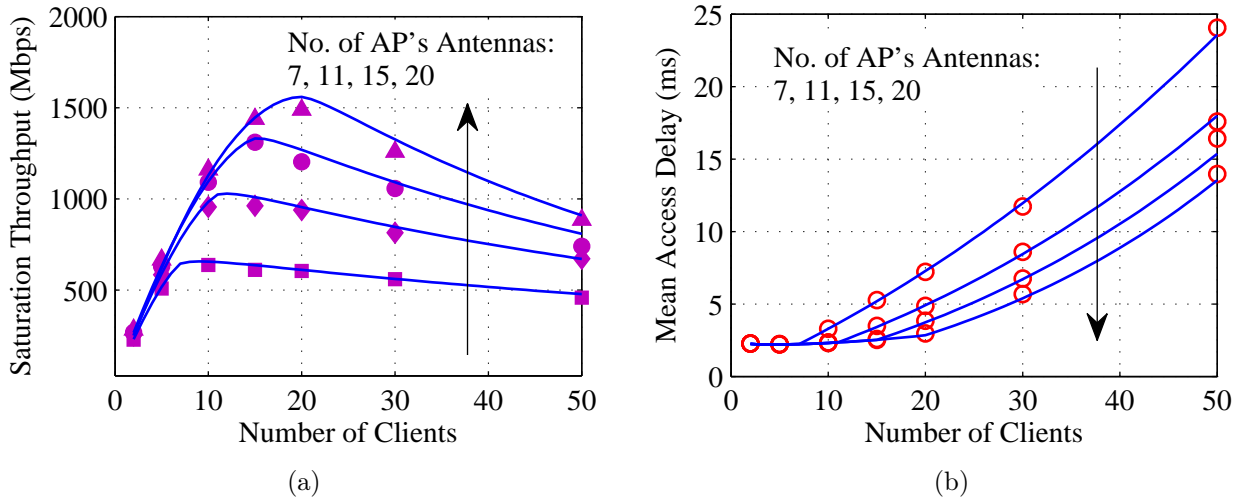 2000
1500
1000
500
0
10
20
30
40
50
Saturation Throughput (Mbps)
Number of Clients
No. of AP's Antennas:
7, 11, 15, 20
(a)
25
20
15
10
5
0
0
10
20
30
40
50
Mean Access Delay (ms)
Number of Clients
No. of AP's Antennas:
7, 11, 15, 20
(b)